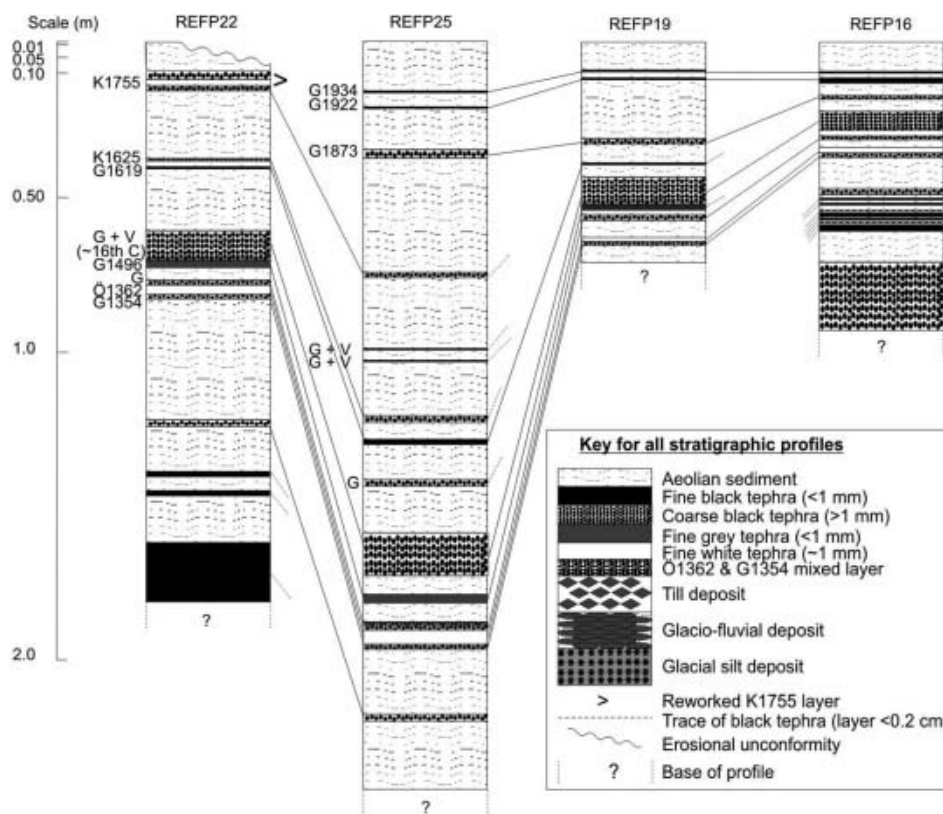 Scale (m)
REFP22
REFP25
REFP19
REFP16
0.01
0.05
0.10
0.50
1.0
2.0
K1755
>
K1625
G1619
G + V
(~16th C)
G1496
G
Ö1362
G1354
?
G1934
G1922
G1873
G + V
G + V
G
?
?
?
Key for all stratigraphic profiles
Aeolian sediment
Fine black tephra (<1 mm)
Coarse black tephra (>1 mm)
Fine grey tephra (<1 mm)
Fine white tephra (~1 mm)
Ö1362 & G1354 mixed layer
Till deposit
Glacio-fluvial deposit
Glacial silt deposit
> Reworked K1755 layer
Trace of black tephra (layer <0.2 cm
Erosional unconformity
? Base of profile